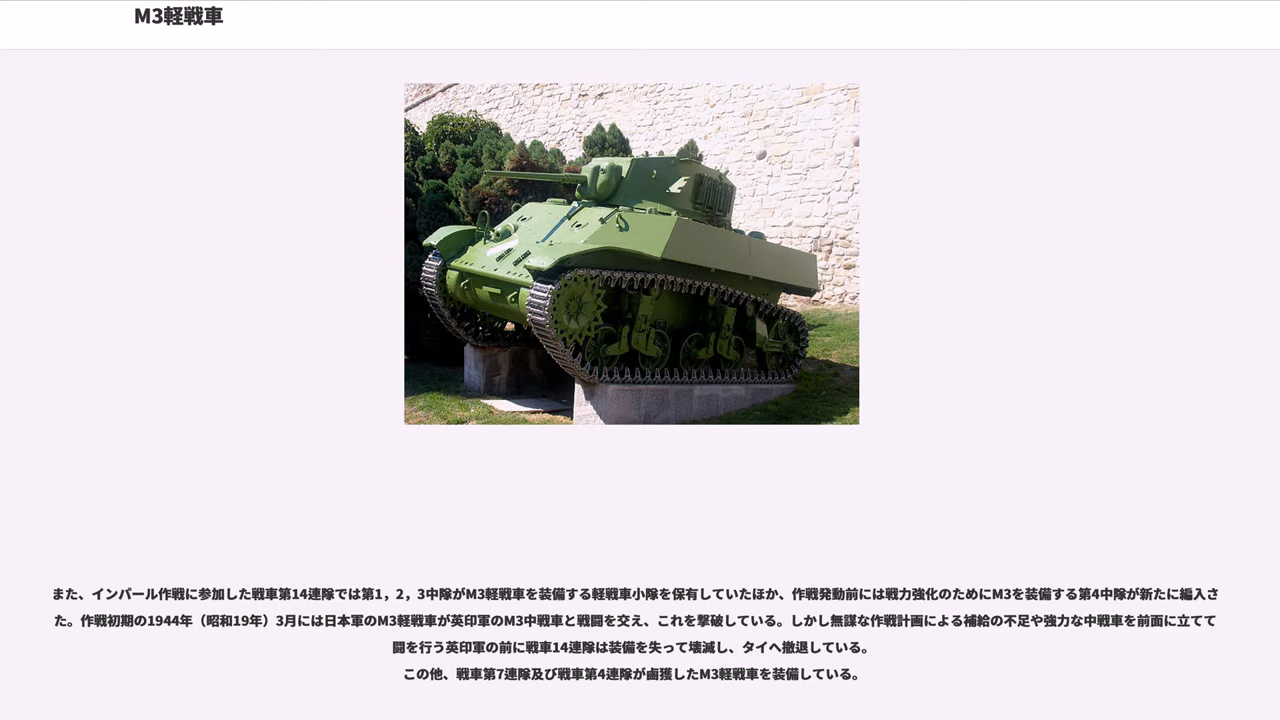 M3軽戦車
また、インパール作戦に参加した戦車第14連隊では第1，2，3中隊がM3軽戦車を装備する軽戦車小隊を保有していたほか、作戦発動前には戦力強化のためにM3を装備する第4中隊が新たに編入さ
た。作戦初期の1944年（昭和19年）3月には日本軍のM3軽戦車が英印軍のM3中戦車と戦闘を交え、これを撃破している。しかし無謀な作戦計画による補給の不足や強力な中戦車を前面に立てて
闘を行う英印軍の前に戦車14連隊は装備を失って壊滅し、タイへ撤退している。
この他、戦車第7連隊及び戦車第4連隊が鹵獲したM3軽戦車を装備している。